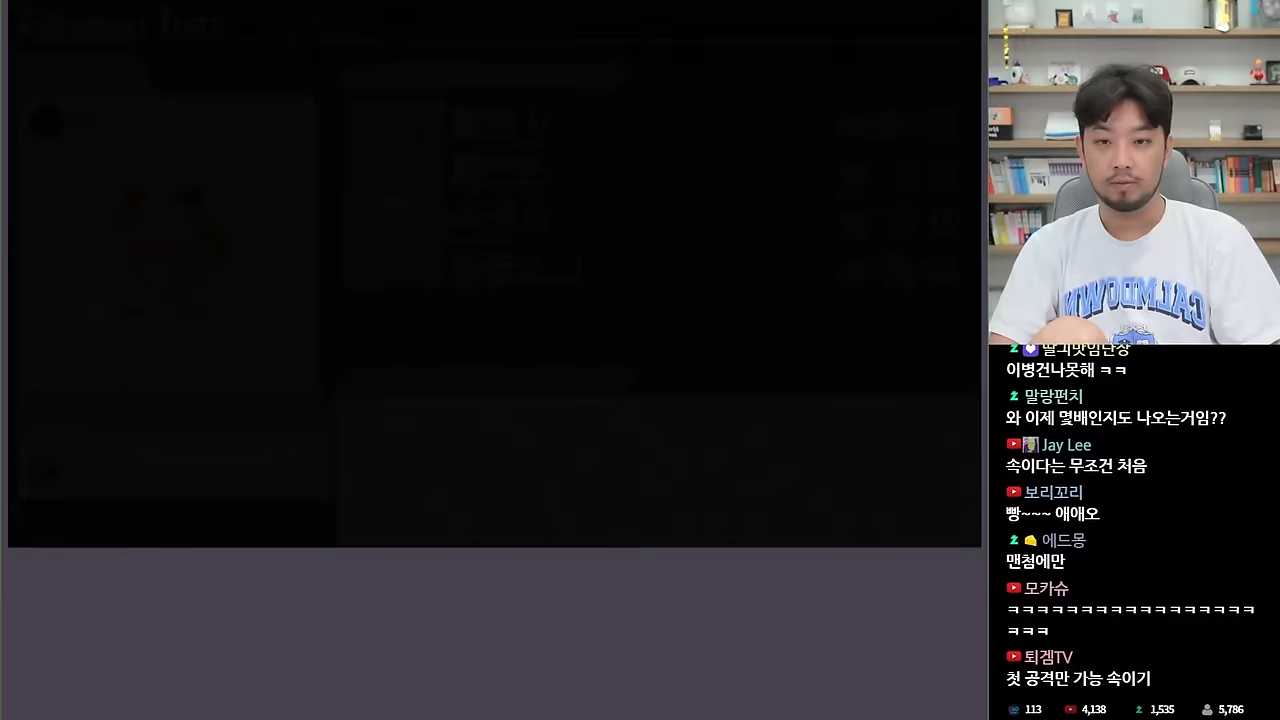 CALMDOWN
이병건나못해 ㅋㅋ
말랑펀치
와 이제 몇배인지도 나오는거임??
Jay Lee
속이다는 무조건 처음
보리꼬리
빵~~~ 애애오
에드몽
맨첨에만
모카슈
ㅋㅋㅋㅋㅋㅋㅋㅋㅋㅋㅋㅋㅋㅋㅋㅋㅋ
ㅋㅋㅋ
퇴겜TV
첫 공격만 가능 속이기
113 4,138 1,535 5,786